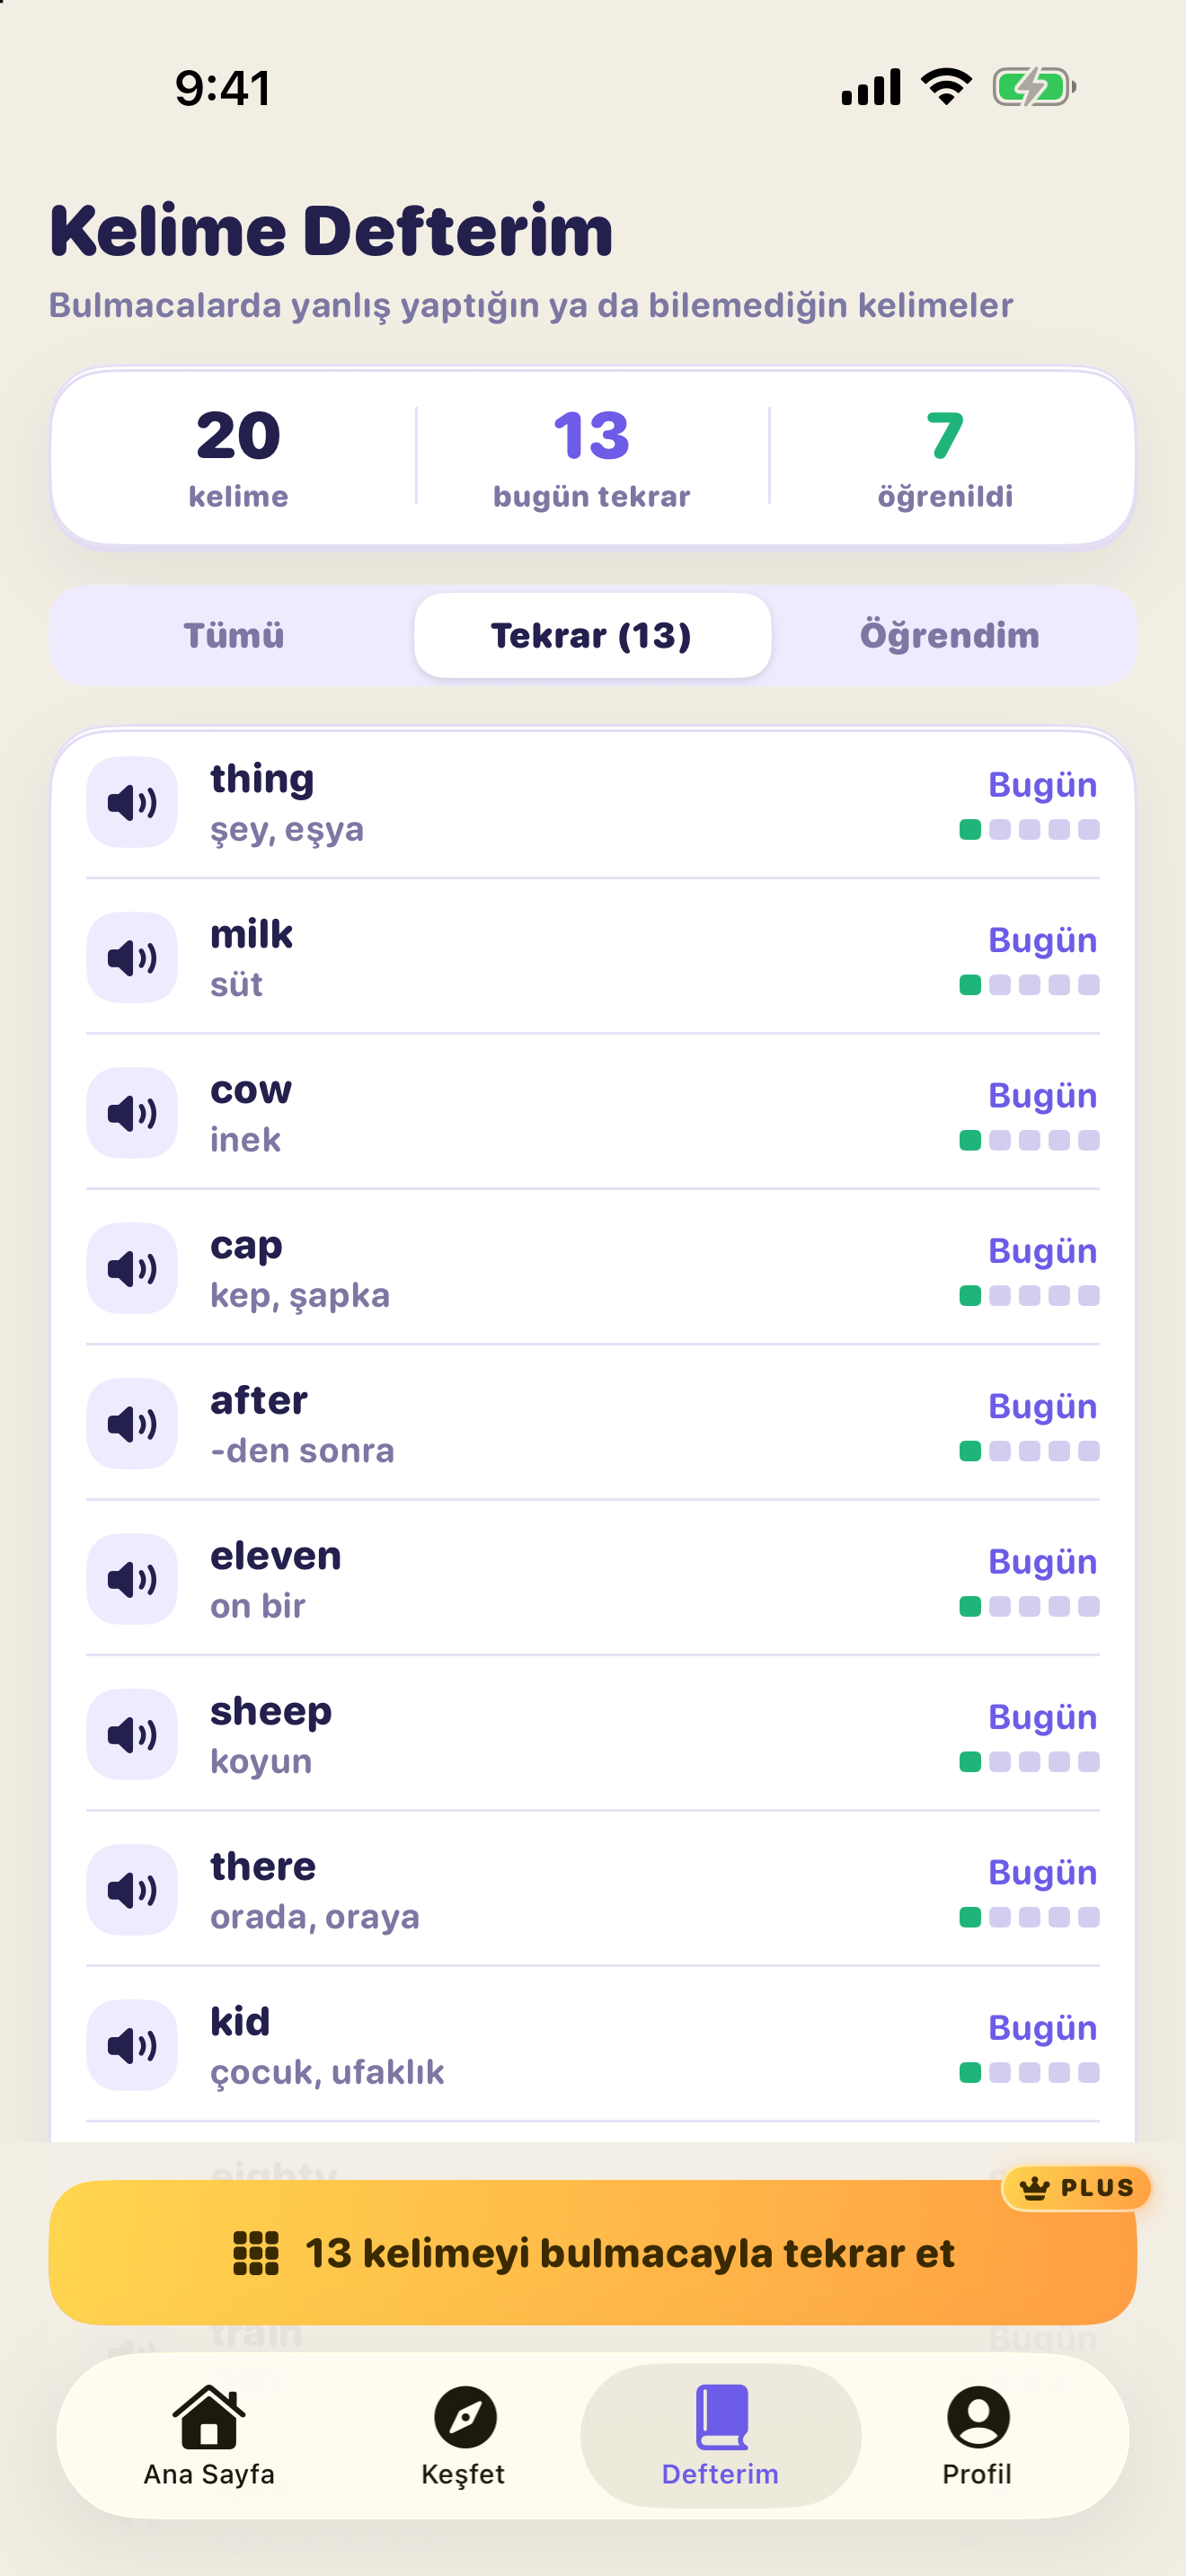 9:41
Kelime Defterim
Bulmacalarda yanlış yaptığın ya da bilemediğin kelimeler
20
kelime
13
bugün tekrar
7
öğrenildi
Tümü
Tekrar (13)
Öğrendim
thing
şey, eşya
Bugün
milk
süt
Bugün
cow
inek
Bugün
cap
kep, şapka
Bugün
after
-den sonra
Bugün
eleven
on bir
Bugün
sheep
koyun
Bugün
there
orada, oraya
Bugün
kid
çocuk, ufaklık
Bugün
eighty
PLUS
13 kelimeyi bulmacayla tekrar et
train
Bugün
Ana Sayfa
Keşfet
Defterim
Profil